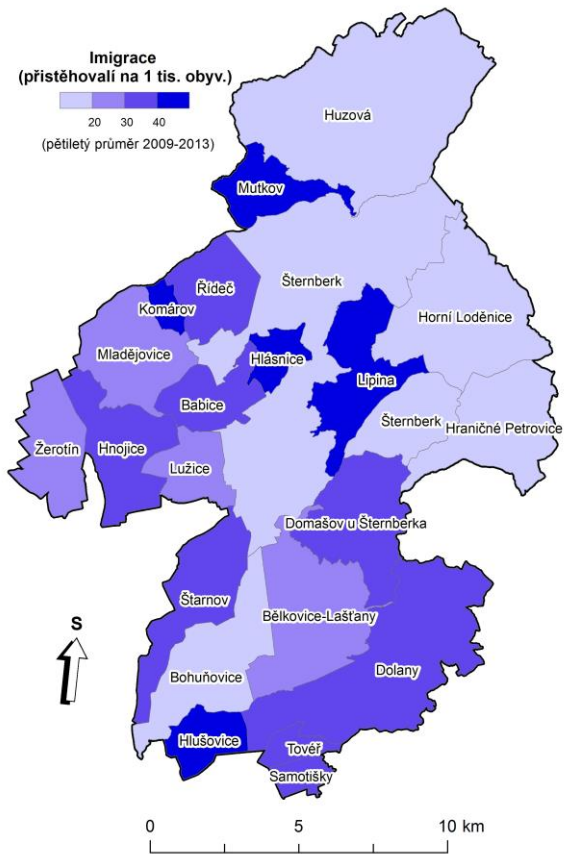 Imigrace
(přistěhovalí na 1 tis. obyv.)
20 30 40
(pětiletý průměr 2009-2013)
Huzová
Mutkov
Řídeč
Šternberk
Komárov
Horní Loděnice
Mladějovice
Hlásnice
Lipina
Babice
Šternberk
Hraničné Petrovice
Žerotín
Hnojice
Lužice
Domašov u Šternberka
Štarnov
Bělkovice-Lašťany
S
Bohuňovice
Dolany
Hlušovice
Tovéř
Samotišky
0 5 10 km